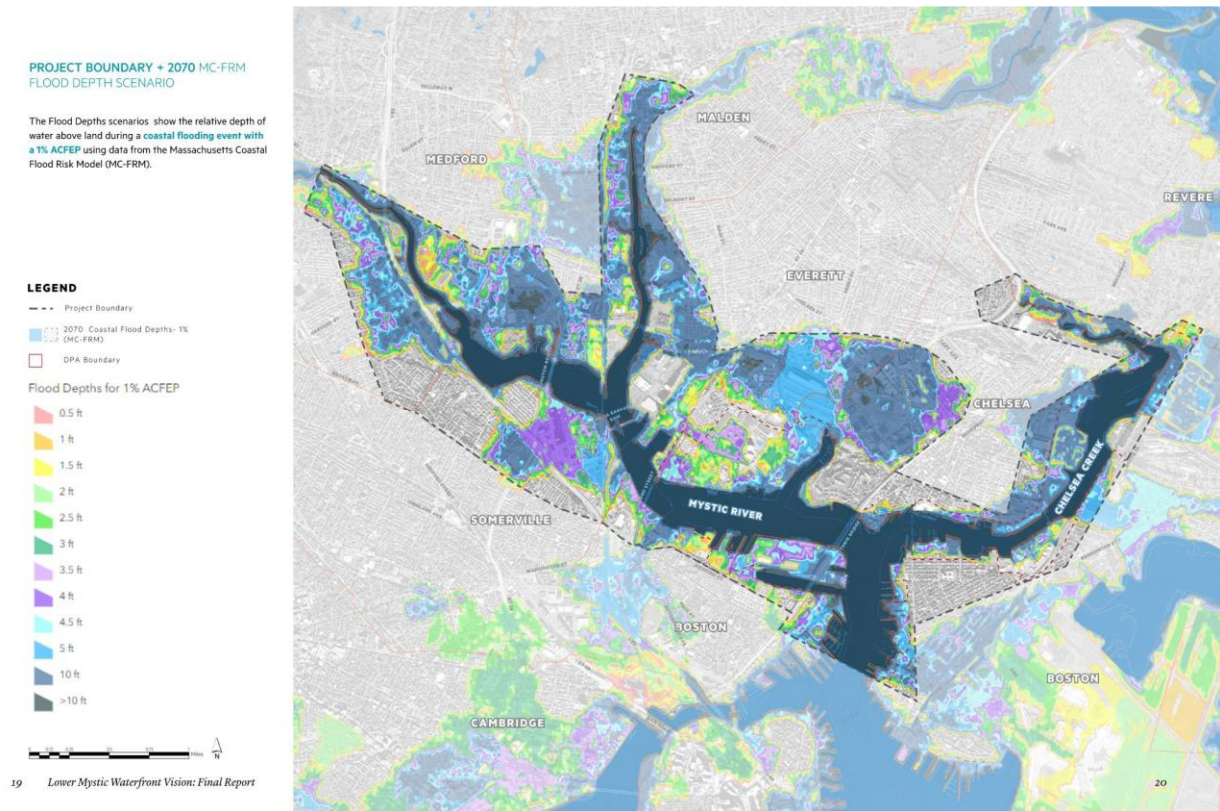 PROJECT BOUNDARY + 2070 MC-FRM
FLOOD DEPTH SCENARIO
The Flood Depths scenarios show the relative depth of
water above land during a coastal flooding event with
a 1% ACFEP using data from the Massachusetts Coastal
Flood Risk Model (MC-FRM).
LEGEND
Project Boundary
2070 Coastal Flood Depths- 1%
(MC-FRM)
DPA Boundary
Flood Depths for 1% ACFEP
0.5 ft
1 ft
1.5 ft
2 ft
2.5 ft
3 ft
3.5 ft
4 ft
4.5 ft
5 ft
10 ft
>10 ft
Miles
N
19 Lower Mystic Waterfront Vision: Final Report
MALDEN
MEDFORD
REVERE
EVERETT
CHELSEA
CHELSEA CREEK
MYSTIC RIVER
SOMERVILLE
BOSTON
BOSTON
CAMBRIDGE
20